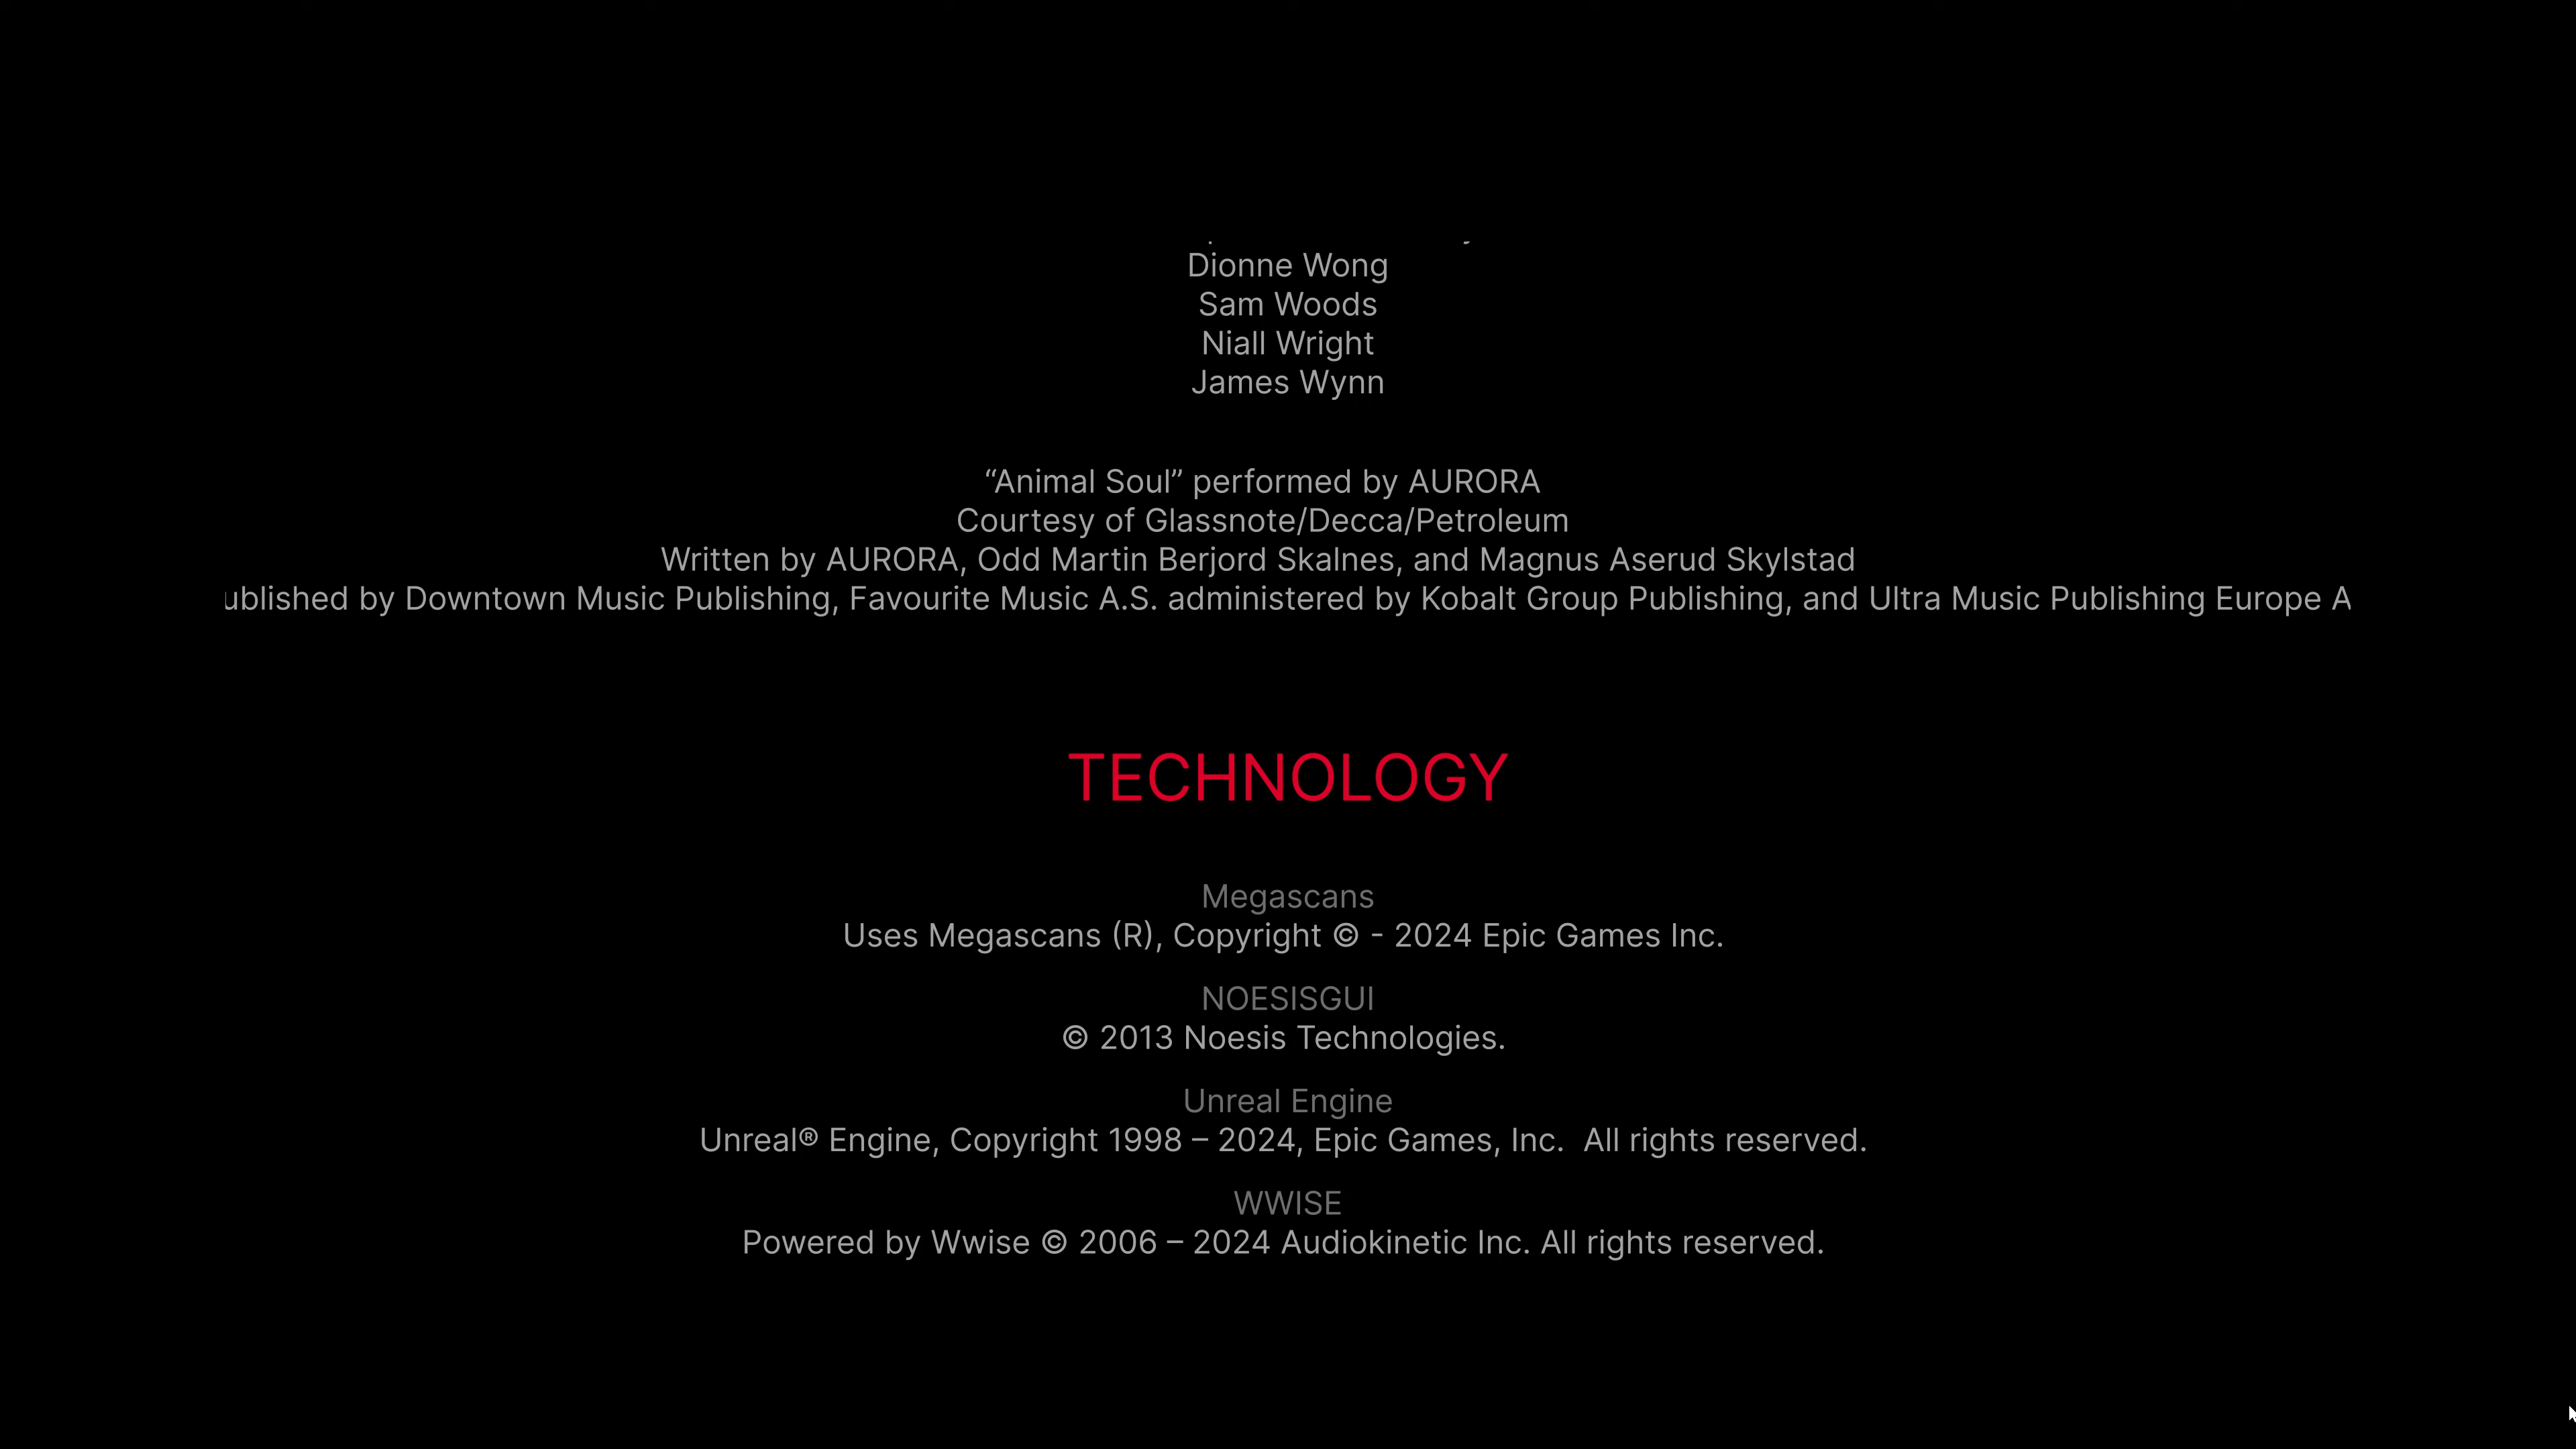 Dionne Wong
Sam Woods
Niall Wright
James Wynn
“Animal Soul” performed by AURORA
Courtesy of Glassnote/Decca/Petroleum
Written by AURORA, Odd Martin Berjord Skalnes, and Magnus Aserud Skylstad
ublished by Downtown Music Publishing, Favourite Music A.S. administered by Kobalt Group Publishing, and Ultra Music Publishing Europe A
TECHNOLOGY
Megascans
Uses Megascans (R), Copyright © - 2024 Epic Games Inc.
NOESISGUI
© 2013 Noesis Technologies.
Unreal Engine
Unreal® Engine, Copyright 1998 – 2024, Epic Games, Inc.  All rights reserved.
WWISE
Powered by Wwise © 2006 – 2024 Audiokinetic Inc. All rights reserved.